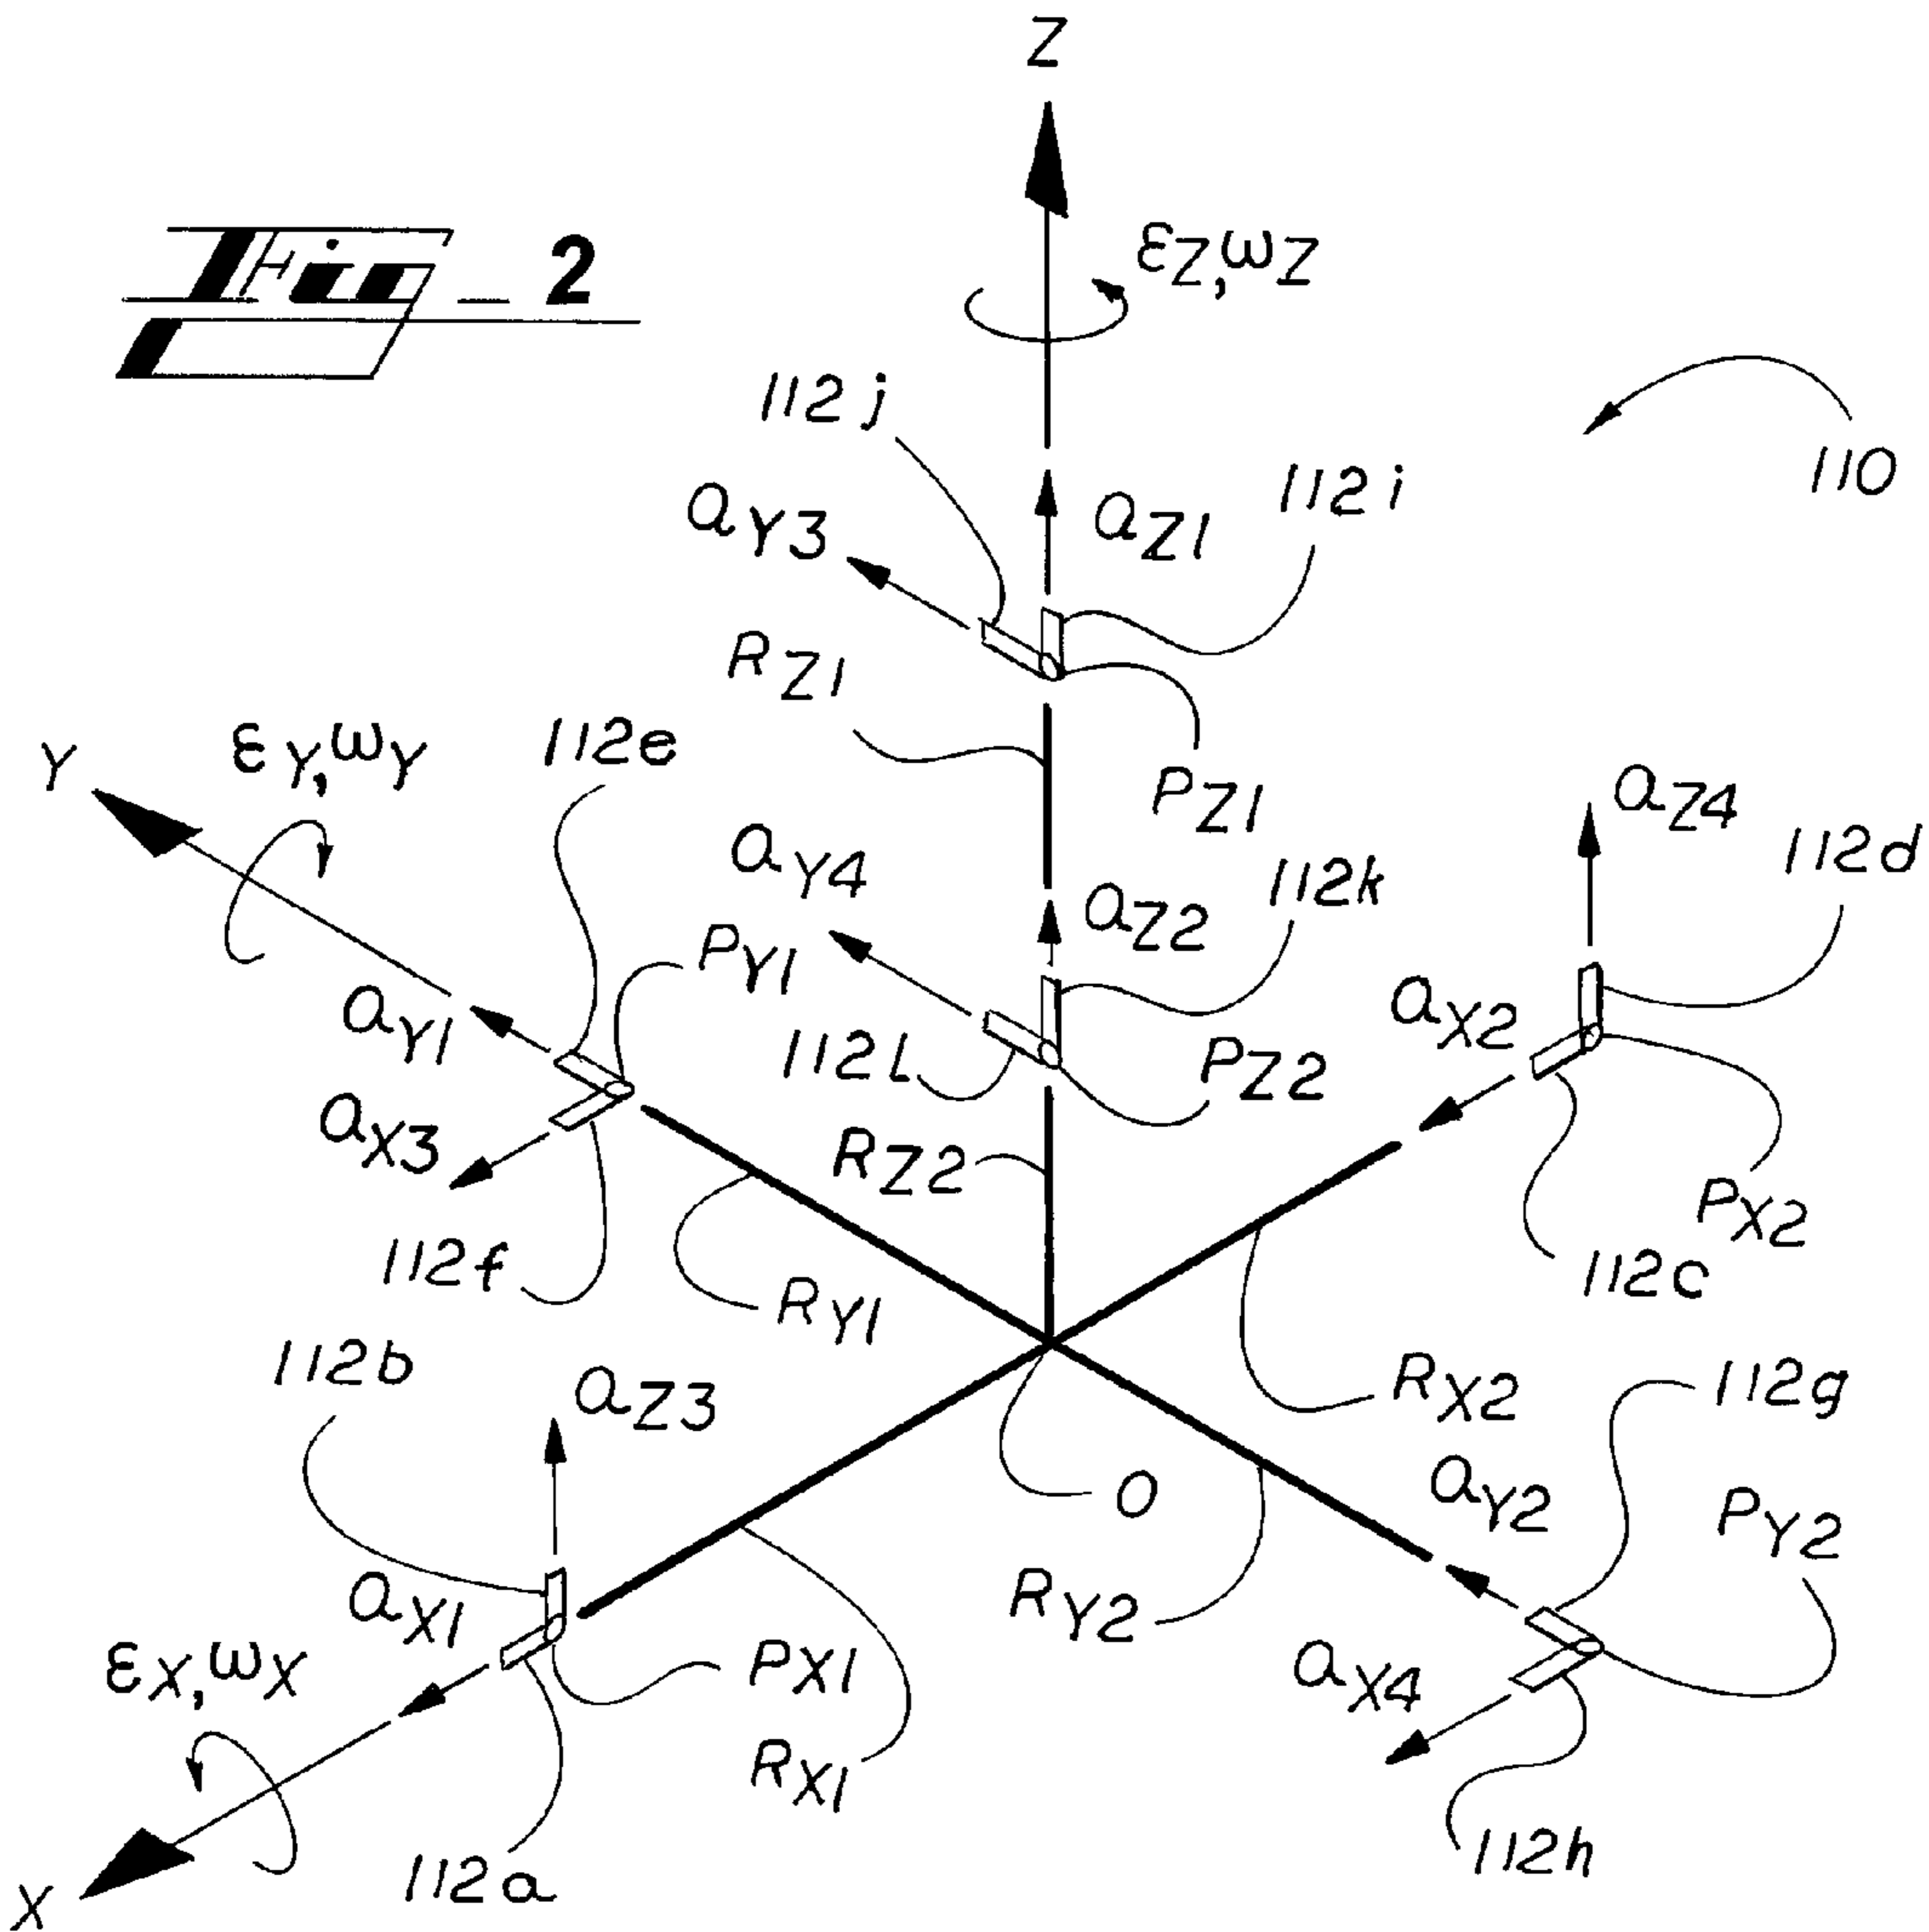 Z
Fig_2
εZ,ωZ
112j
110
aY3
aZ1
112i
RZ1
εY,ωY
112e
Y
PZ1
aZ4
112d
aY4
112k
aZ2
PY1
aX2
aY1
112l
PZ2
aX3
RZ2
PX2
112f
112c
RY1
112b
aZ3
RX2
112g
O
aY2
PY2
aX1
RY2
εX,ωX
PX1
aX4
RX1
112a
112h
X